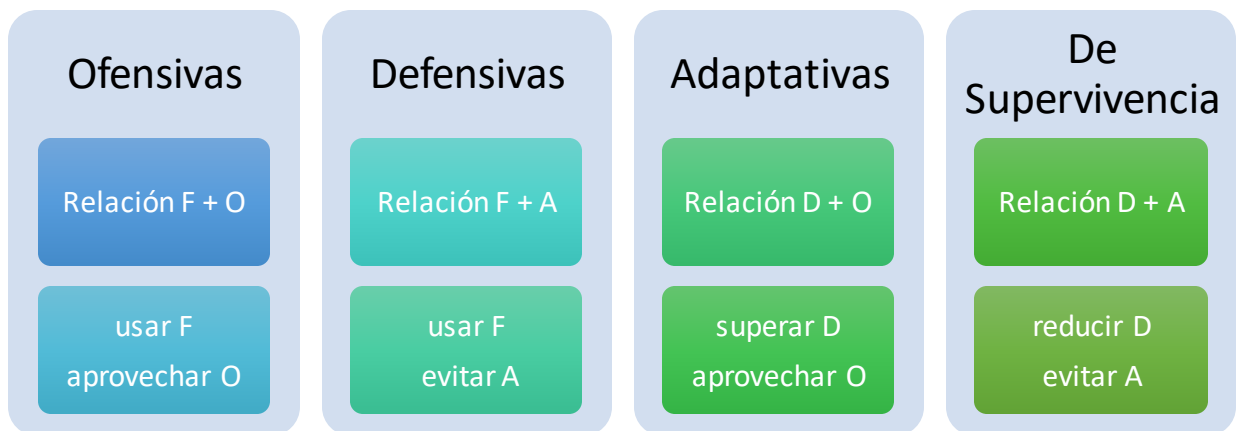 Ofensivas
Relación F + O
usar F
aprovechar O
Defensivas
Relación F + A
usar F
evitar A
Adaptativas
Relación D + O
superar D
aprovechar O
De
Supervivencia
Relación D + A
reducir D
evitar A